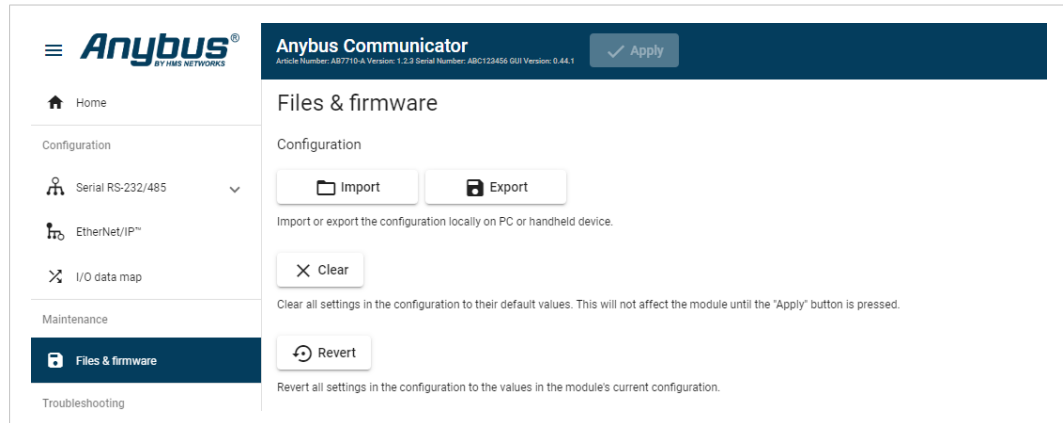 Anybus®
BY HMS NETWORKS
Anybus Communicator
Article Number: AB7710-A Version: 1.2.3 Serial Number: ABC123456 GUI Version: 0.44.1
Apply
Home
Configuration
Serial RS-232/485
EtherNet/IP™
I/O data map
Maintenance
Files & firmware
Troubleshooting
Files & firmware
Configuration
Import
Export
Import or export the configuration locally on PC or handheld device.
Clear
Clear all settings in the configuration to their default values. This will not affect the module until the "Apply" button is pressed.
Revert
Revert all settings in the configuration to the values in the module's current configuration.